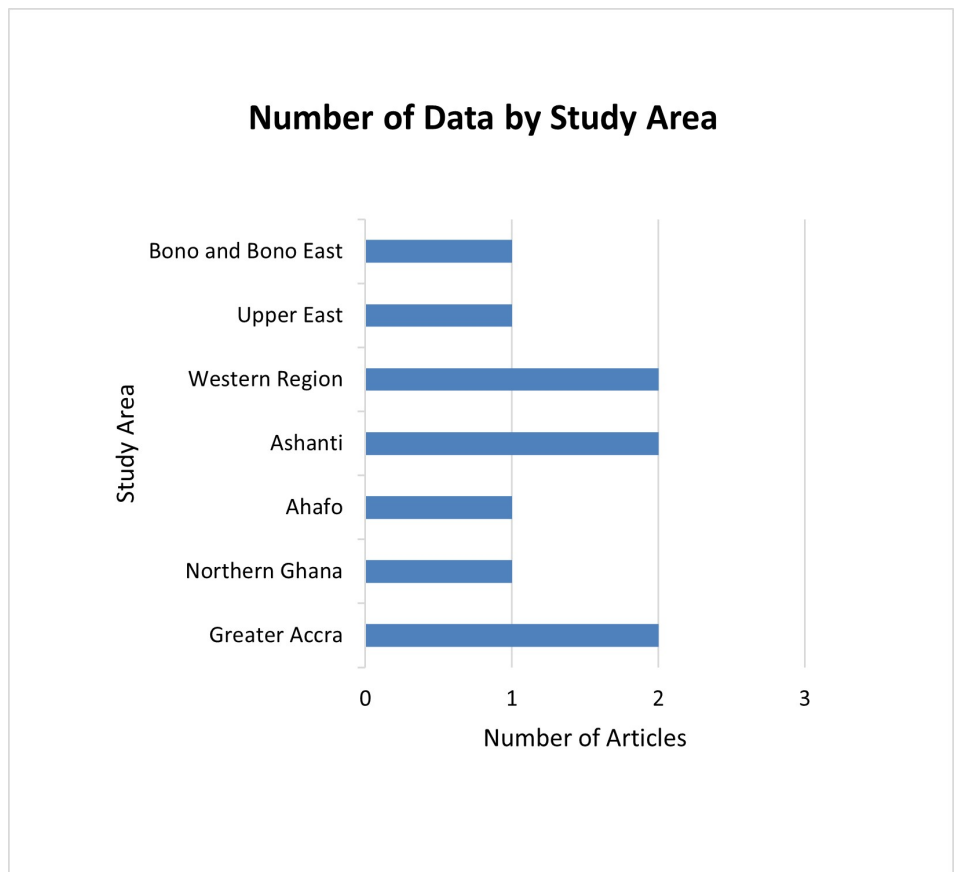 Number of Data by Study Area
Bono and Bono East
Upper East
Western Region
Ashanti
Ahafo
Northern Ghana
Greater Accra
Study Area
0 1 2 3
Number of Articles